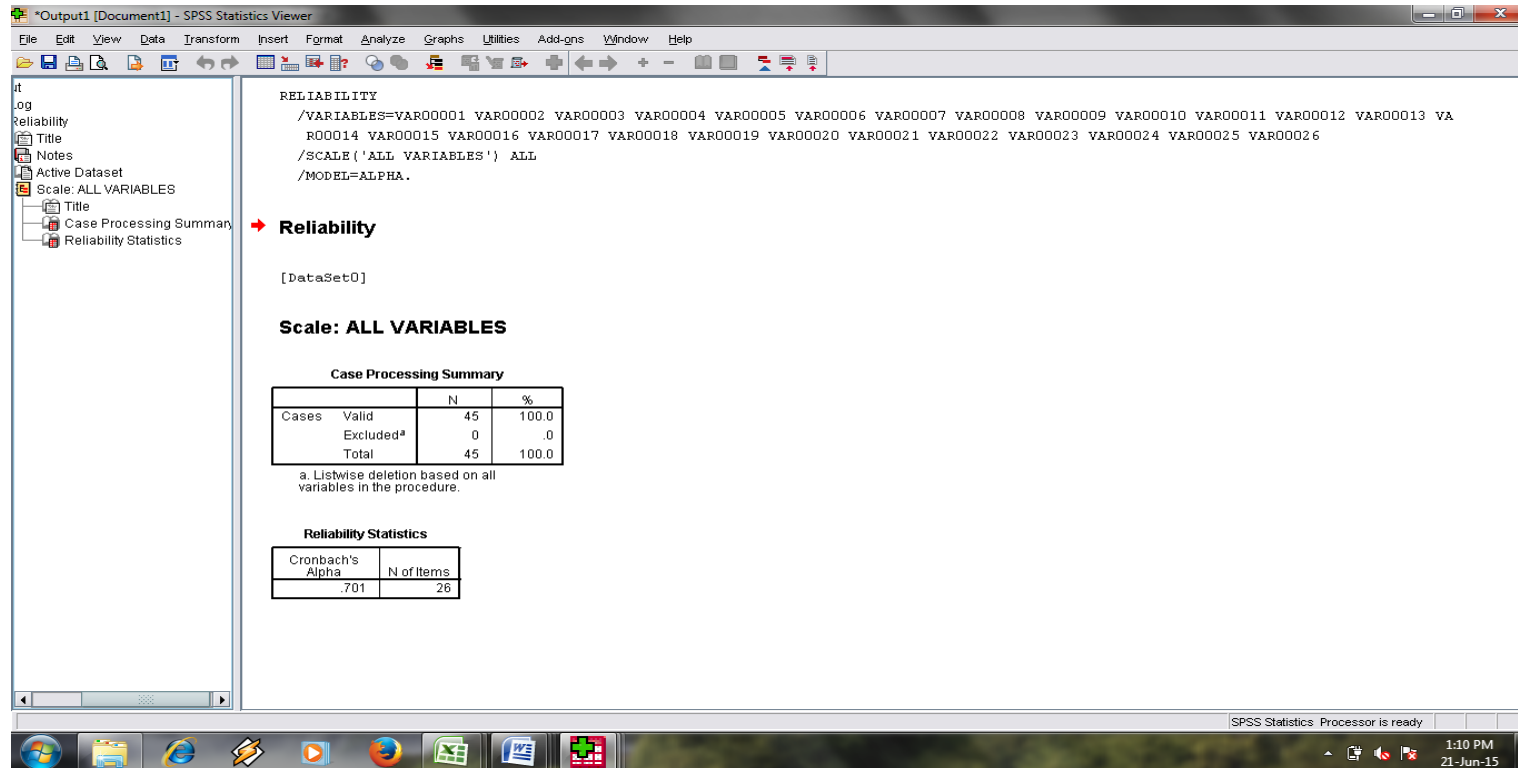 *Output1 [Document1] - SPSS Statistics Viewer
File Edit View Data Transform Insert Format Analyze Graphs Utilities Add-ons Window Help
ut
Log
Reliability
Title
Notes
Active Dataset
Scale: ALL VARIABLES
Title
Case Processing Summary
Reliability Statistics
RELIABILITY
/VARIABLES=VAR00001 VAR00002 VAR00003 VAR00004 VAR00005 VAR00006 VAR00007 VAR00008 VAR00009 VAR00010 VAR00011 VAR00012 VAR00013 VA
R00014 VAR00015 VAR00016 VAR00017 VAR00018 VAR00019 VAR00020 VAR00021 VAR00022 VAR00023 VAR00024 VAR00025 VAR00026
/SCALE('ALL VARIABLES') ALL
/MODEL=ALPHA.
Reliability
[DataSet0]
Scale: ALL VARIABLES
Case Processing Summary
N %
Cases Valid 45 100.0
Excludedª 0 .0
Total 45 100.0
a. Listwise deletion based on all
variables in the procedure.
Reliability Statistics
Cronbach's
Alpha N of Items
.701 26
SPSS Statistics Processor is ready
1:10 PM
21-Jun-15